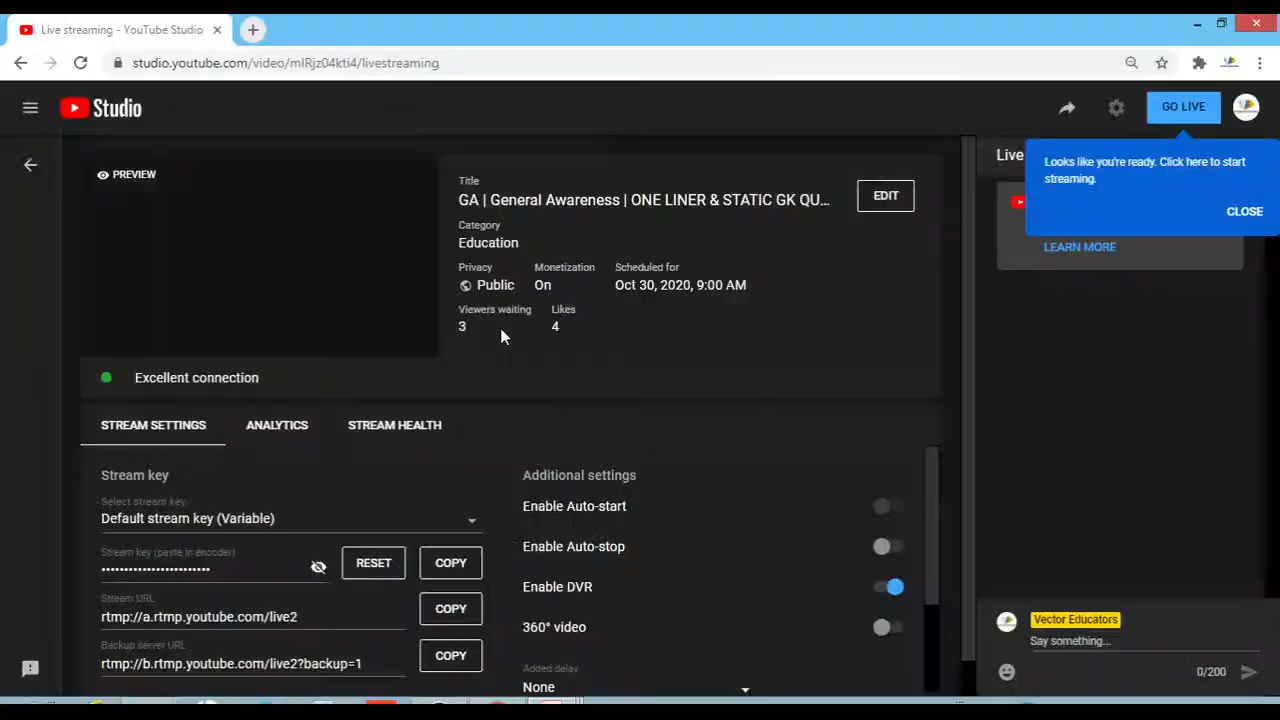 Live streaming - YouTube Studio
studio.youtube.com/video/mIRjz04kti4/livestreaming
Studio
GO LIVE
Live
Looks like you're ready. Click here to start
streaming.
CLOSE
LEARN MORE
PREVIEW
Title
GA | General Awareness | ONE LINER & STATIC GK QU...
EDIT
Category
Education
Privacy Monetization Scheduled for
Public On Oct 30, 2020, 9:00 AM
Viewers waiting Likes
3 4
Excellent connection
STREAM SETTINGS ANALYTICS STREAM HEALTH
Stream key
Select stream key
Default stream key (Variable)
Stream key (paste in encoder)
RESET COPY
Stream URL
rtmp://a.rtmp.youtube.com/live2
COPY
Backup server URL
rtmp://b.rtmp.youtube.com/live2?backup=1
COPY
Additional settings
Enable Auto-start
Enable Auto-stop
Enable DVR
360° video
Added delay
None
Vector Educators
Say something...
0/200